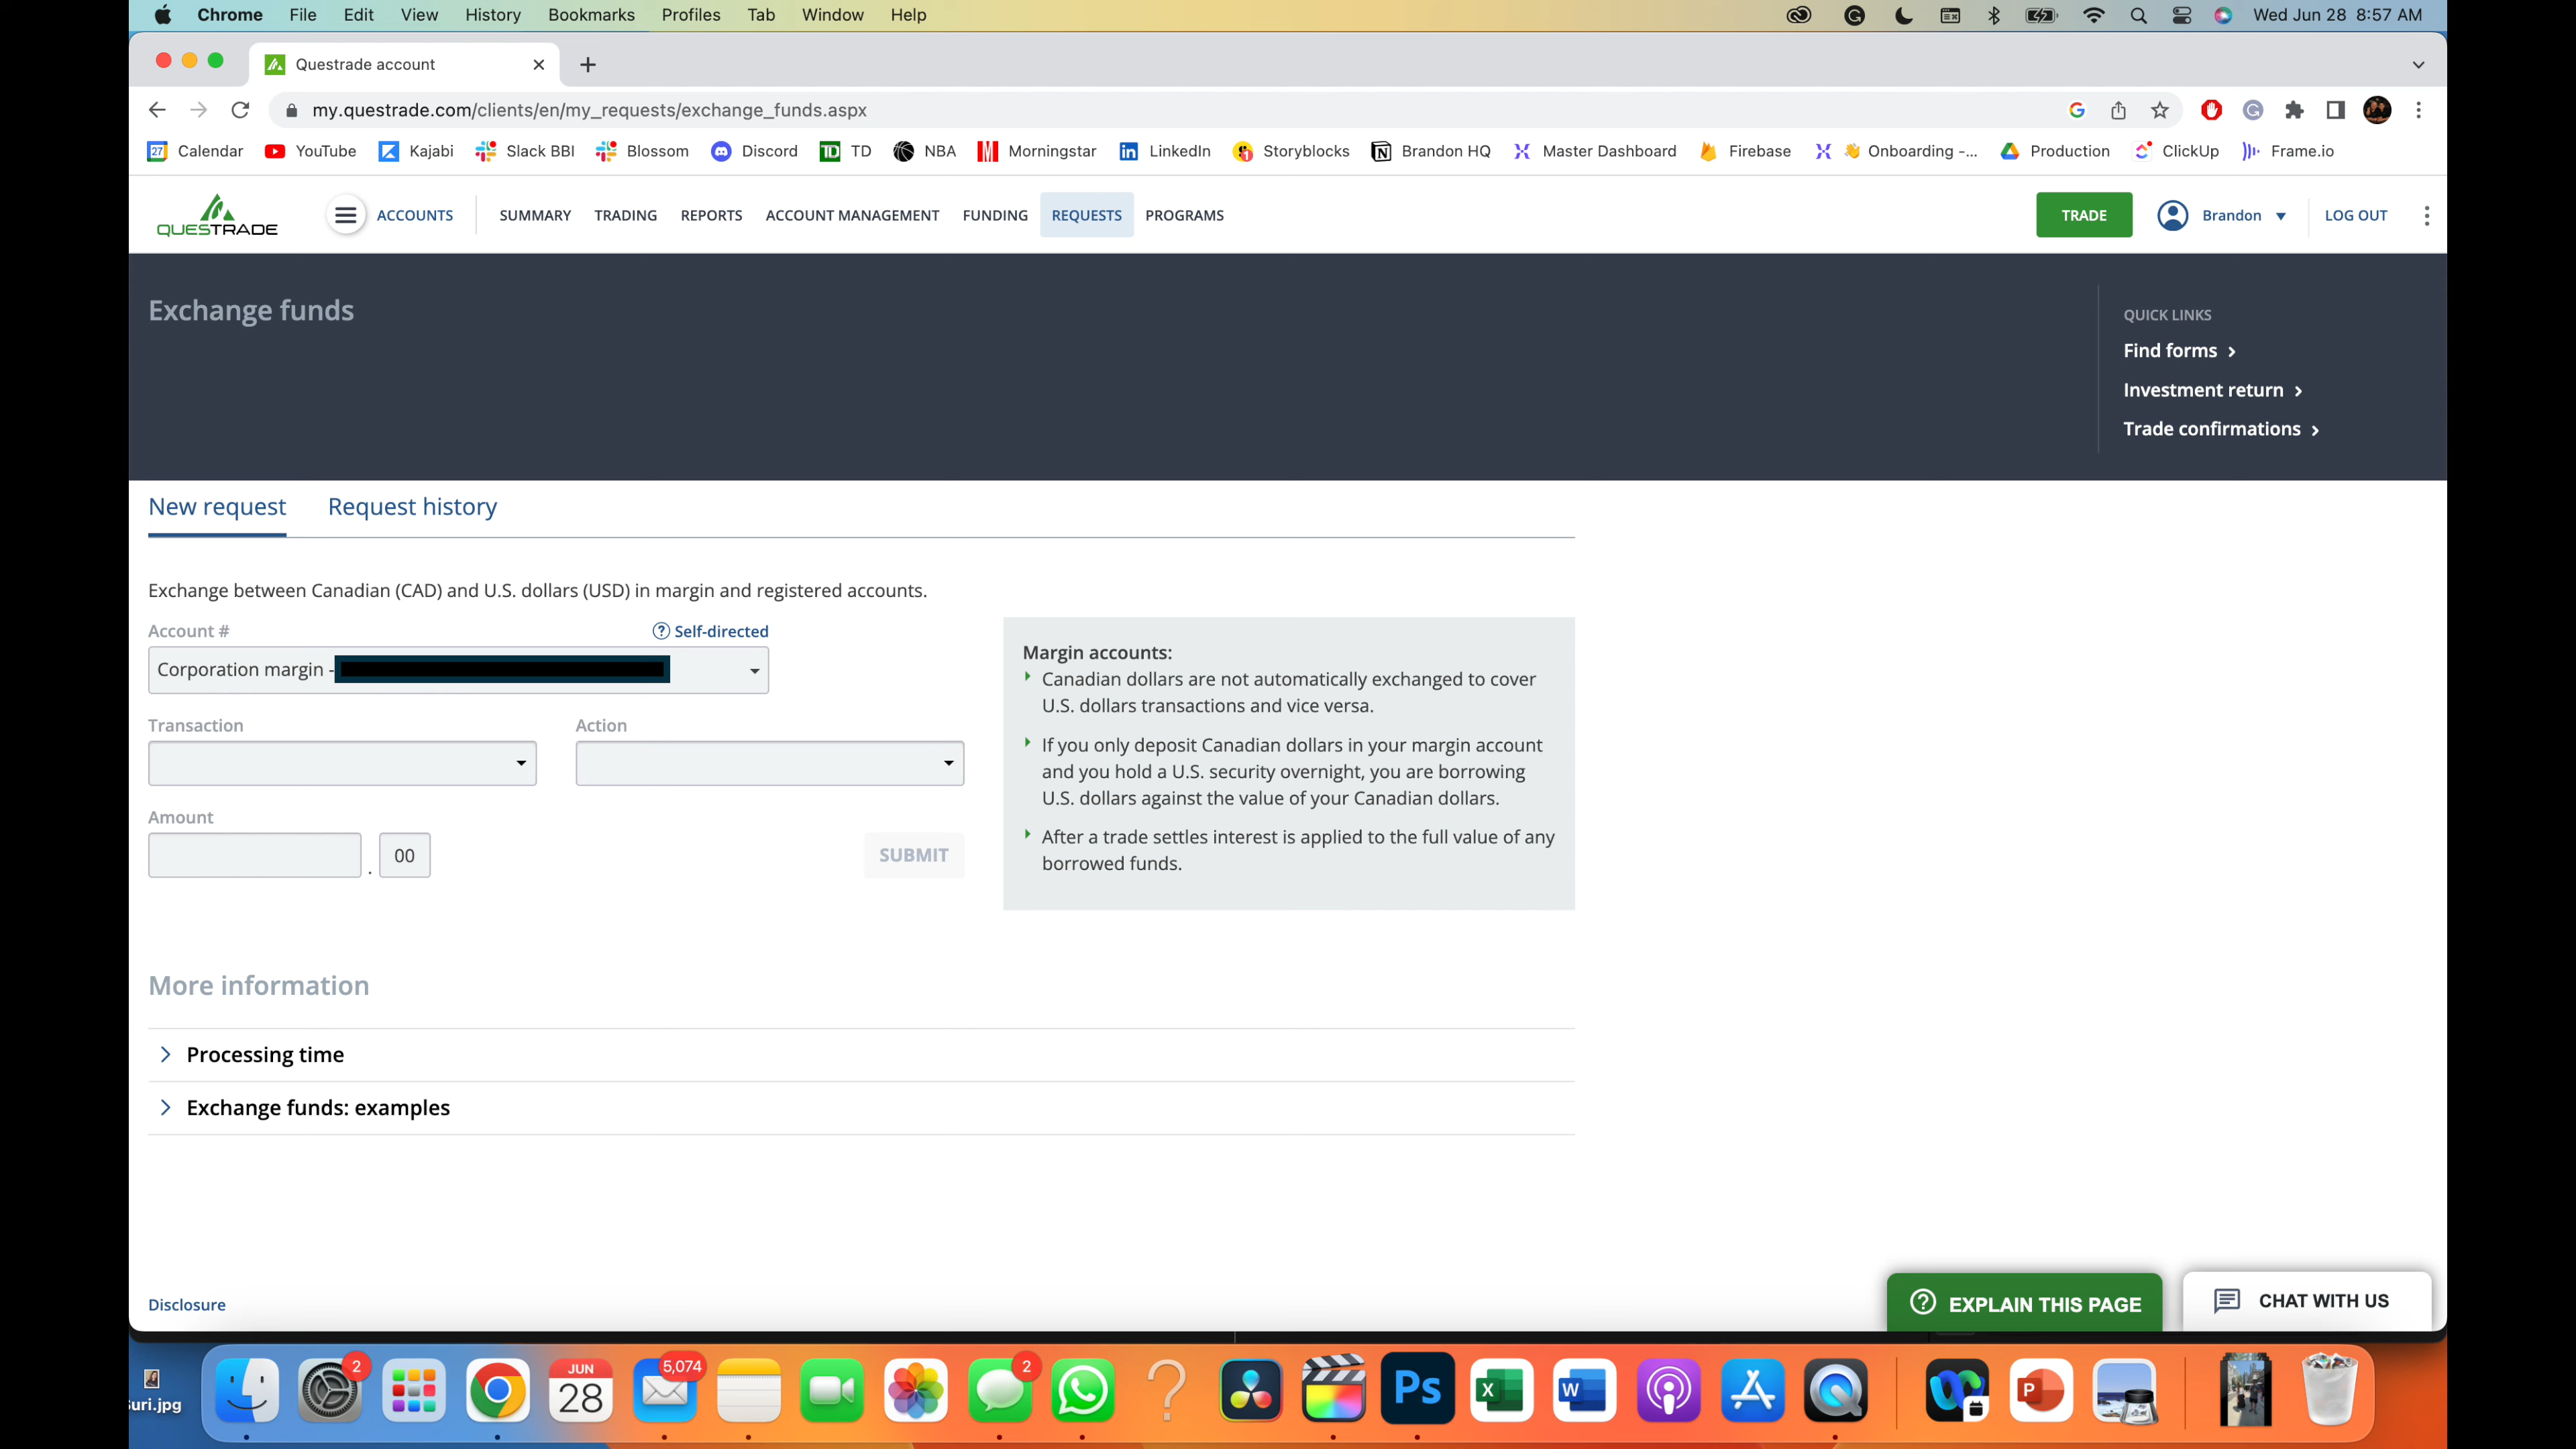 Chrome File Edit View History Bookmarks Profiles Tab Window Help Wed Jun 28 8:57 AM
Questrade account
my.questrade.com/clients/en/my_requests/exchange_funds.aspx
27 Calendar YouTube Kajabi Slack BBI Blossom Discord TD TD NBA Morningstar in LinkedIn Storyblocks Brandon HQ Master Dashboard Firebase 👋 Onboarding -... Production ClickUp Frame.io
QUESTRADE ACCOUNTS SUMMARY TRADING REPORTS ACCOUNT MANAGEMENT FUNDING REQUESTS PROGRAMS TRADE Brandon LOG OUT
Exchange funds
QUICK LINKS
Find forms
Investment return
Trade confirmations
New request Request history
Exchange between Canadian (CAD) and U.S. dollars (USD) in margin and registered accounts.
Account # Self-directed
Corporation margin -
Transaction Action
Amount
. 00 SUBMIT
Margin accounts:
Canadian dollars are not automatically exchanged to cover
U.S. dollars transactions and vice versa.
If you only deposit Canadian dollars in your margin account
and you hold a U.S. security overnight, you are borrowing
U.S. dollars against the value of your Canadian dollars.
After a trade settles interest is applied to the full value of any
borrowed funds.
More information
Processing time
Exchange funds: examples
Disclosure
EXPLAIN THIS PAGE CHAT WITH US
uri.jpg
2
JUN
28
5,074
2
Ps
X
W
P